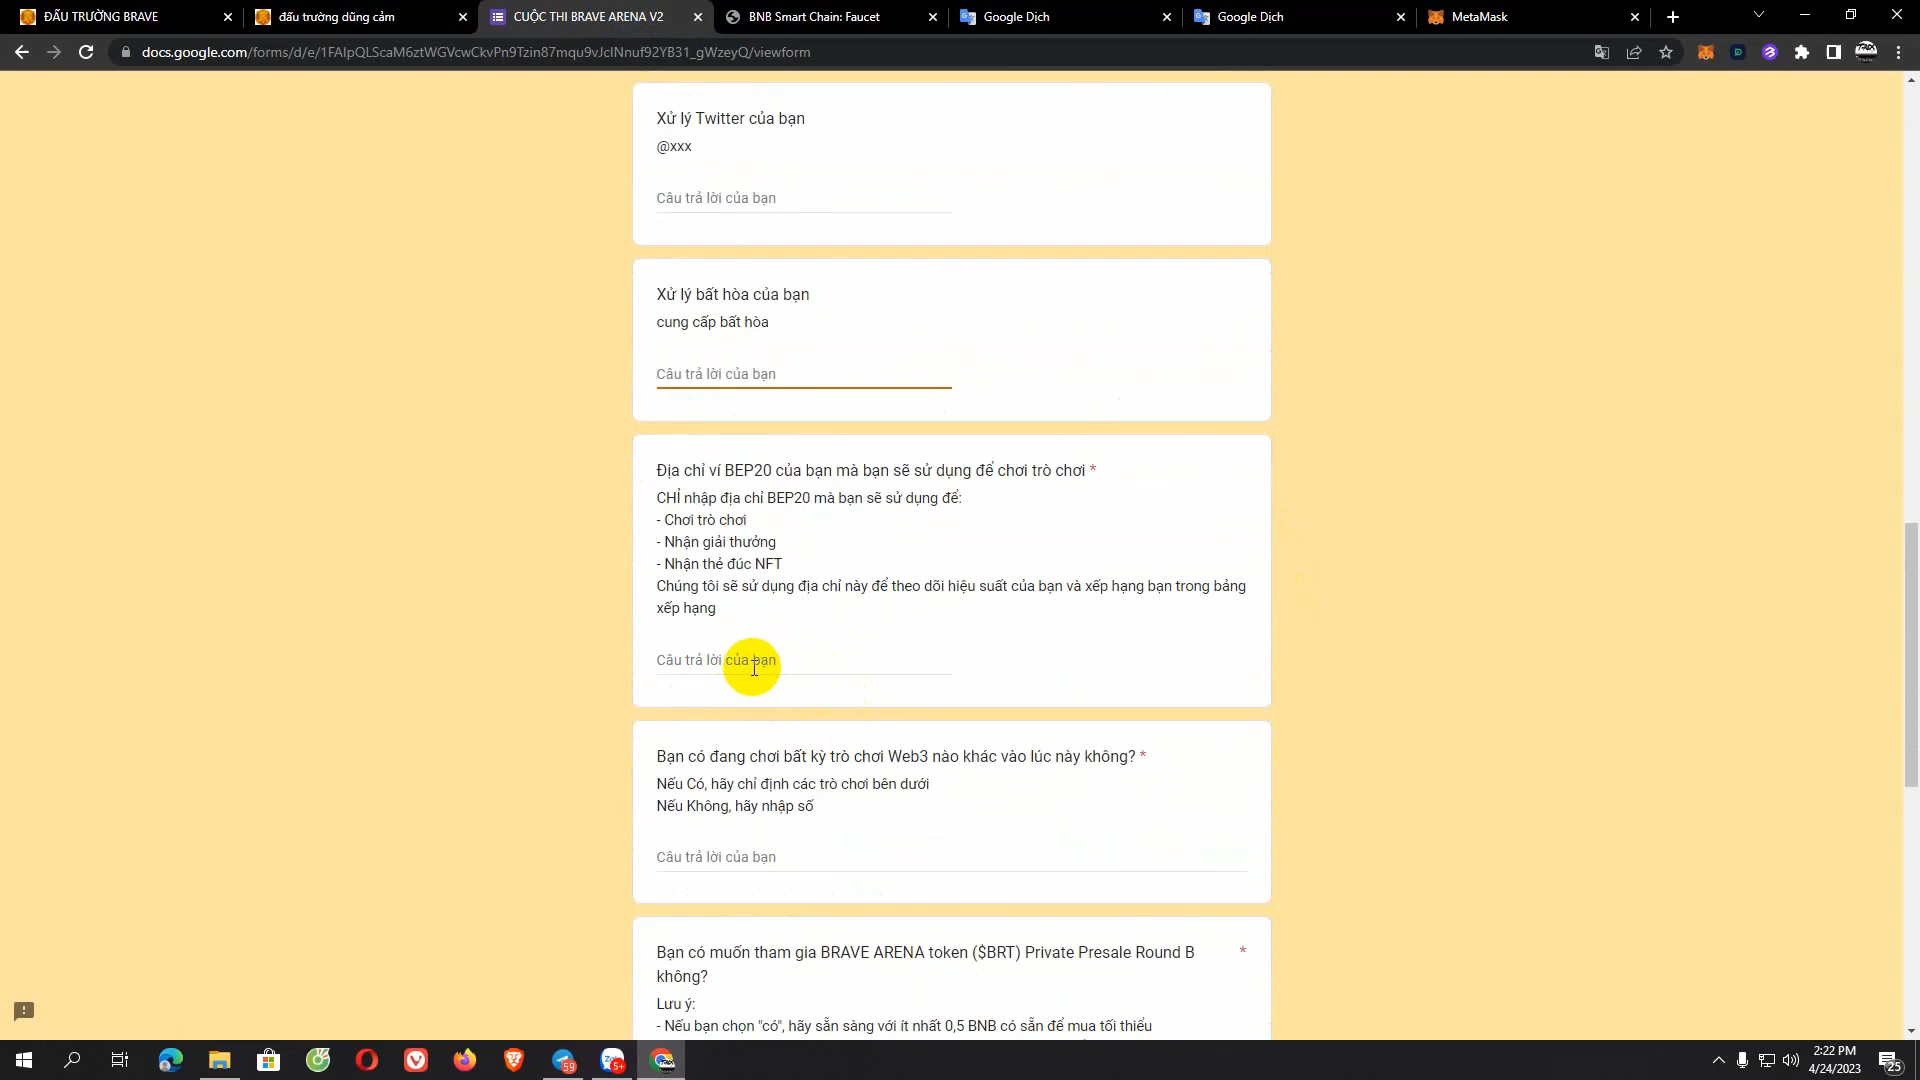 ĐẤU TRƯỜNG BRAVE
đấu trường dũng cảm
CUỘC THI BRAVE ARENA V2
BNB Smart Chain: Faucet
Google Dịch
Google Dịch
MetaMask
docs.google.com/forms/d/e/1FAIpQLScaM6ztWGVcwCkvPn9Tzin87mqu9vJclNnuf92YB31_gWzeyQ/viewform
Xử lý Twitter của bạn
@xxx
Câu trả lời của bạn
Xử lý bất hòa của bạn
cung cấp bất hòa
Câu trả lời của bạn
Địa chỉ ví BEP20 của bạn mà bạn sẽ sử dụng để chơi trò chơi *
CHỈ nhập địa chỉ BEP20 mà bạn sẽ sử dụng để:
- Chơi trò chơi
- Nhận giải thưởng
- Nhận thẻ đúc NFT
Chúng tôi sẽ sử dụng địa chỉ này để theo dõi hiệu suất của bạn và xếp hạng bạn trong bảng
xếp hạng
Câu trả lời của bạn
Bạn có đang chơi bất kỳ trò chơi Web3 nào khác vào lúc này không? *
Nếu Có, hãy chỉ định các trò chơi bên dưới
Nếu Không, hãy nhập số
Câu trả lời của bạn
Bạn có muốn tham gia BRAVE ARENA token ($BRT) Private Presale Round B *
không?
Lưu ý:
- Nếu bạn chọn "có", hãy sẵn sàng với ít nhất 0,5 BNB có sẵn để mua tối thiểu
59
5+
2:22 PM
4/24/2023
25